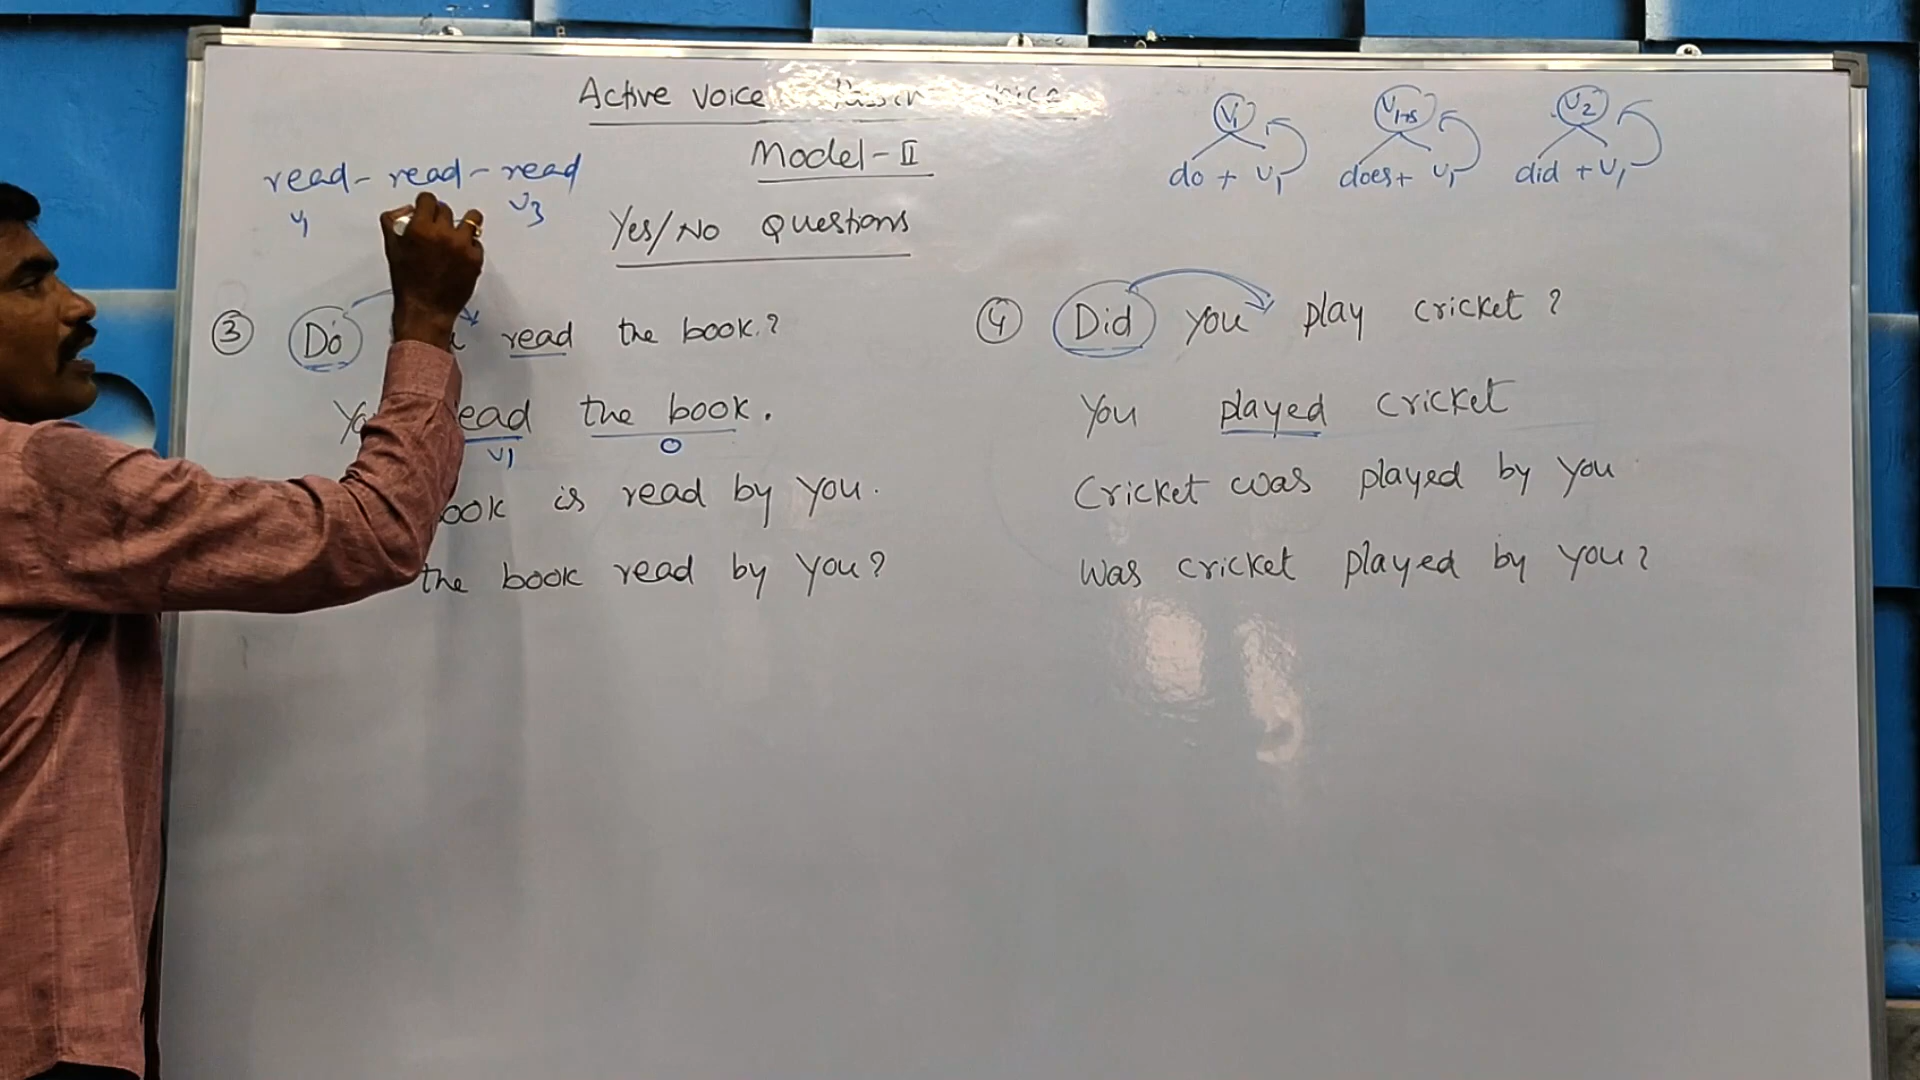 Active Voice
Model-II
Yes/No Questions
read - read - read
V1 V3
V1 V1+s V2
do + V1 does + V1 did + V1
3 Do read the book.?
read the book.
V1 O
book is read by you.
the book read by you?
4 Did you play cricket?
You played cricket
Cricket was played by you
Was cricket played by you?